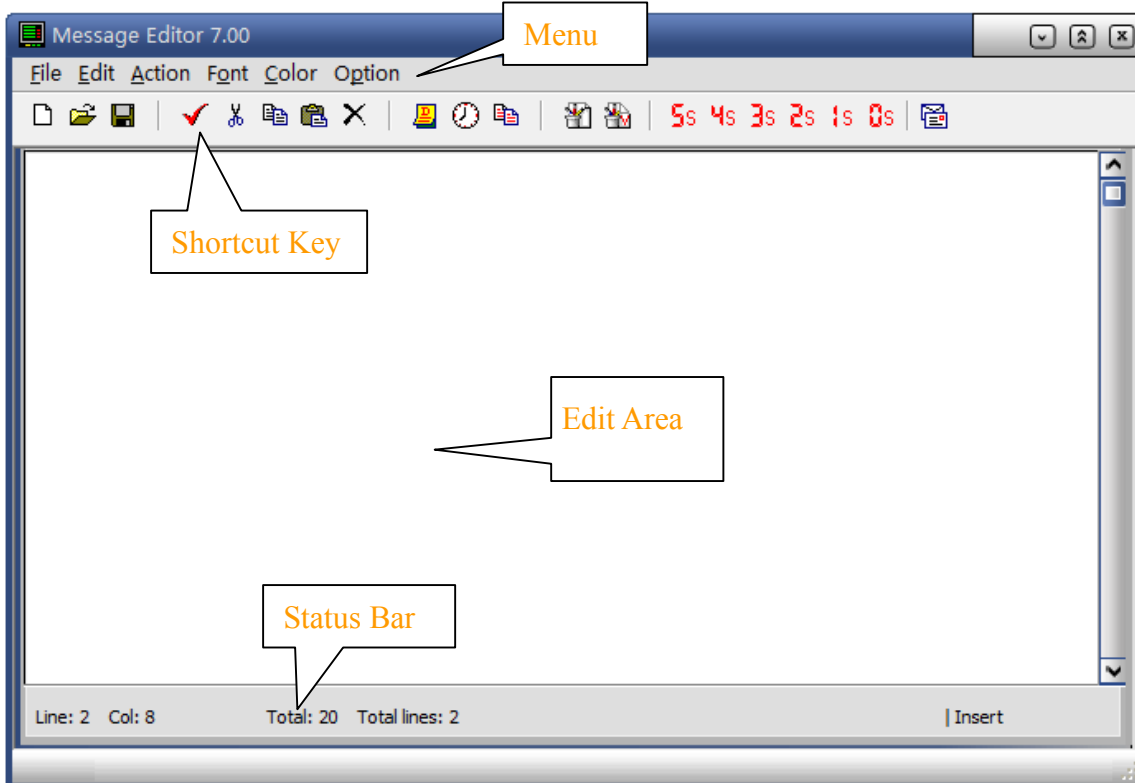 Message Editor 7.00
Menu
File Edit Action Font Color Option
5s 4s 3s 2s 1s 0s
Shortcut Key
Edit Area
Status Bar
Line: 2 Col: 8 Total: 20 Total lines: 2 | Insert